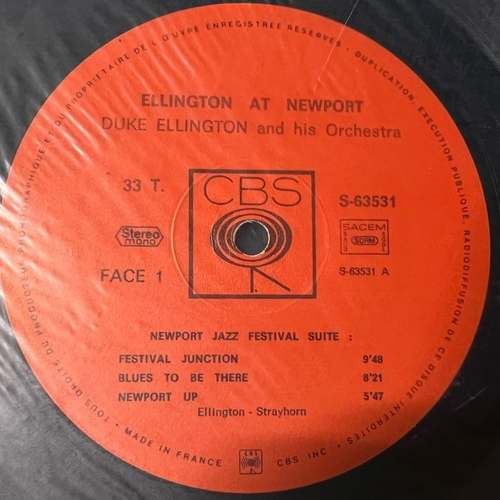 TOUS DROITS DU PRODUCTEUR PHONOGRAPHIQUE ET DU PROPRIETAIRE DE L'ŒUVRE ENREGISTREE RESERVES • DUPLICATION, EXECUTION PUBLIQUE, RADIODIFFUSION DE CE DISQUE INTERDITES •
ELLINGTON AT NEWPORT
DUKE ELLINGTON and his Orchestra
33 T.
CBS
S-63531
Stereo
mono
SACEM
SDRM
FACE 1
S-63531 A
NEWPORT JAZZ FESTIVAL SUITE :
FESTIVAL JUNCTION 9'48
BLUES TO BE THERE 8'21
NEWPORT UP 5'47
Ellington - Strayhorn
• MADE IN FRANCE
CBS
CBS INC. •